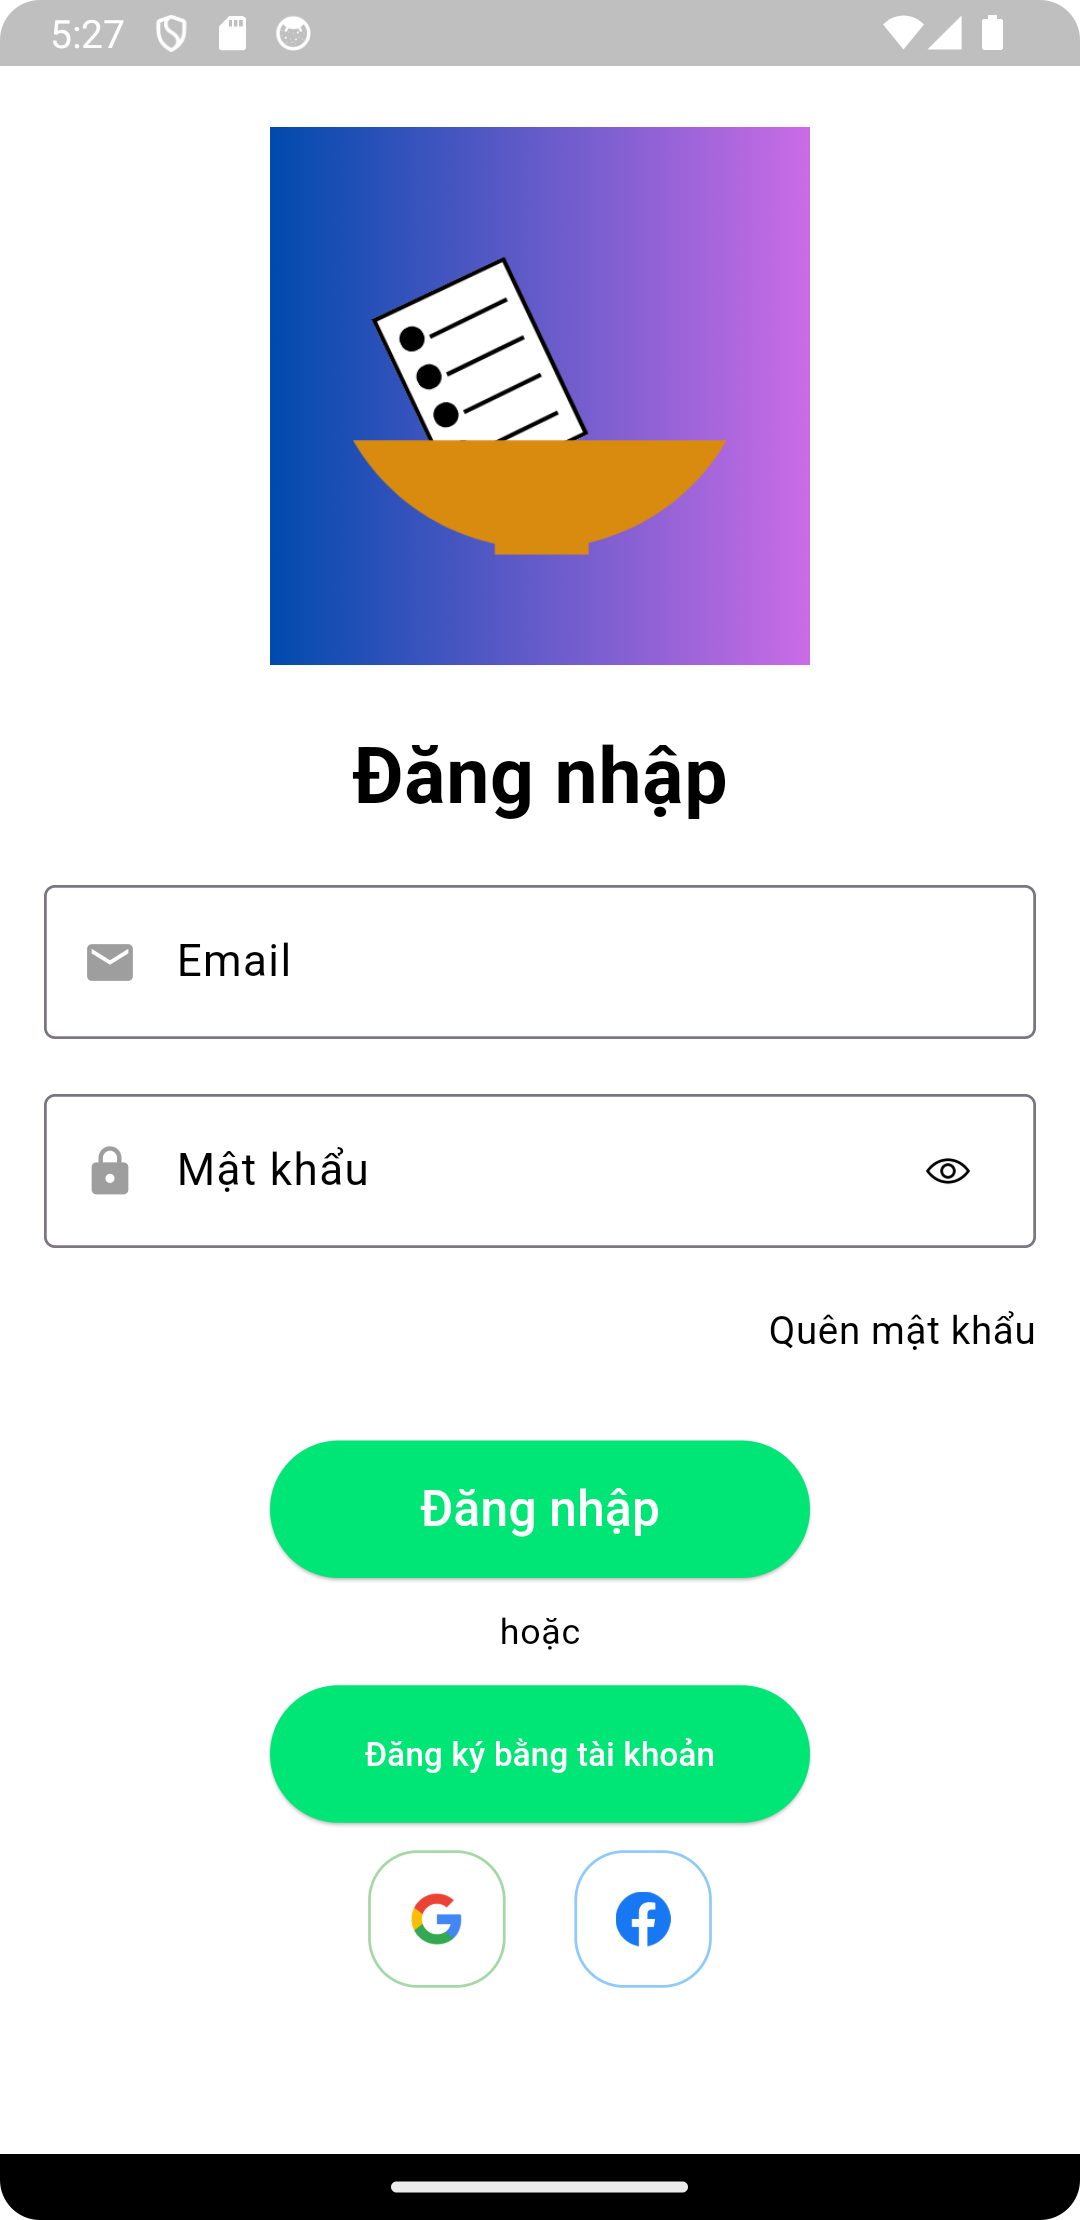 5:27
Đăng nhập
Email
Mật khẩu
Quên mật khẩu
Đăng nhập
hoặc
Đăng ký bằng tài khoản